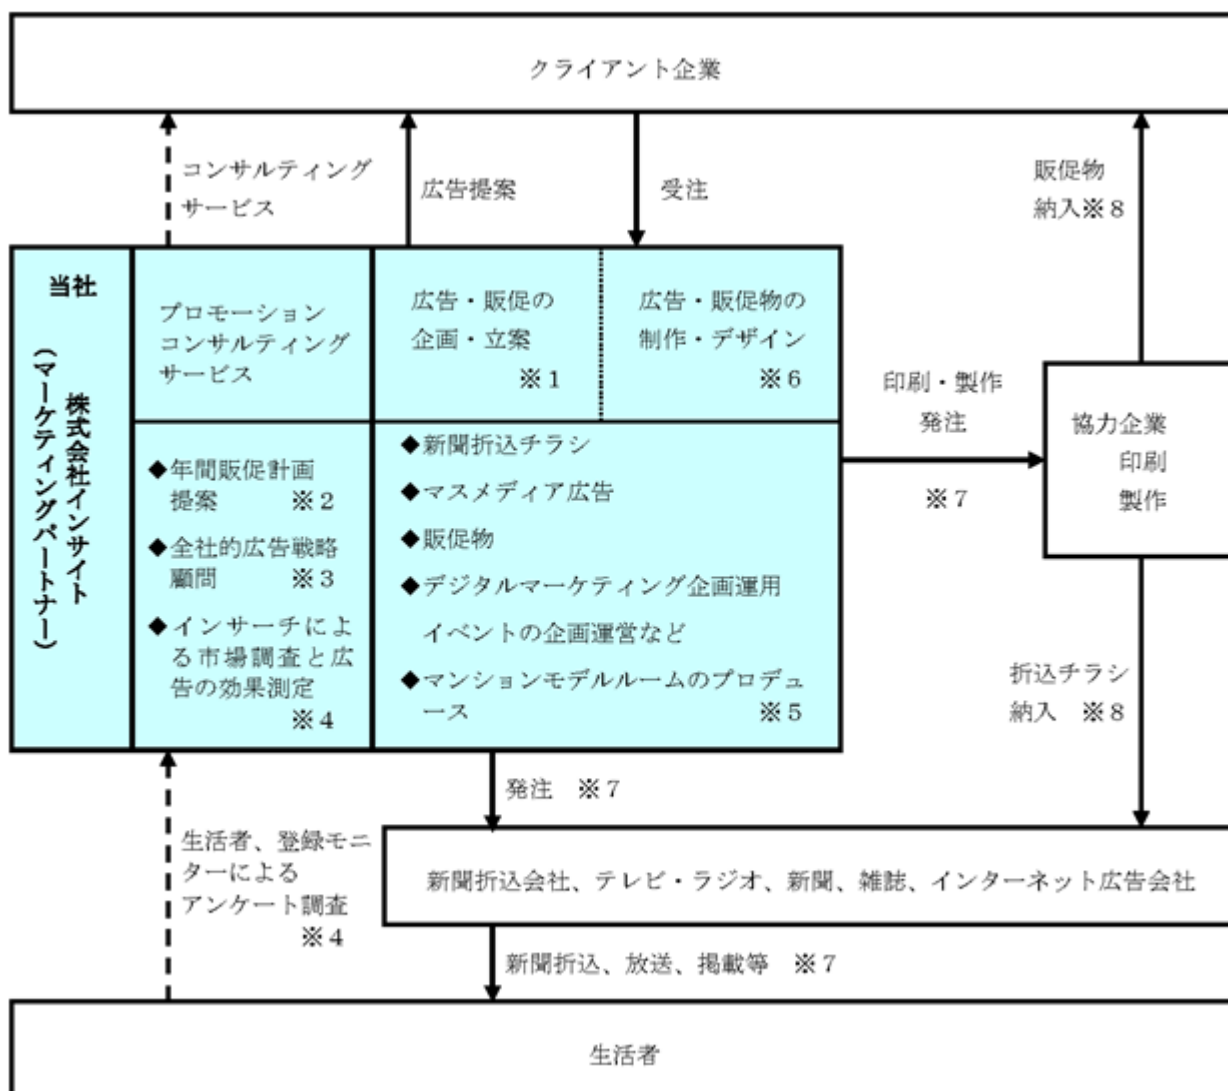 クライアント企業
コンサルティング
サービス
広告提案
受注
販促物
納入※8
当社
株式会社インサイト
(マーケティングパートナー)
プロモーション
コンサルティング
サービス
広告・販促の
企画・立案
※1
広告・販促物の
制作・デザイン
※6
◆年間販促計画
提案 ※2
◆全社的広告戦略
顧問 ※3
◆インサーチによ
る市場調査と広
告の効果測定
※4
◆新聞折込チラシ
◆マスメディア広告
◆販促物
◆デジタルマーケティング企画運用
イベントの企画運営など
◆マンションモデルルームのプロデュ
ース ※5
印刷・製作
発注
※7
協力企業
印刷
製作
折込チラシ
納入 ※8
発注 ※7
生活者、登録モニ
ターによる
アンケート調査
※4
新聞折込会社、テレビ・ラジオ、新聞、雑誌、インターネット広告会社
新聞折込、放送、掲載等 ※7
生活者